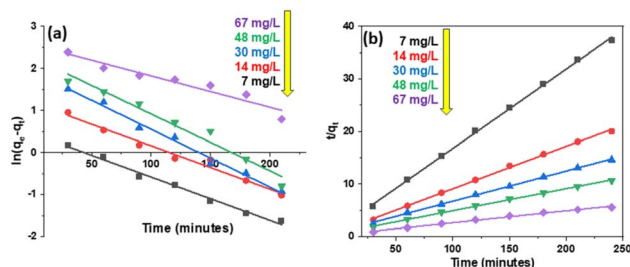 (a)
67 mg/L
48 mg/L
30 mg/L
14 mg/L
7 mg/L
ln(qe-qt)
2
1
0
-1
-2
50
100
150
200
Time (minutes)
(b)
7 mg/L
14 mg/L
30 mg/L
48 mg/L
67 mg/L
t/qt
40
30
20
10
0
50
100
150
200
250
Time (minutes)